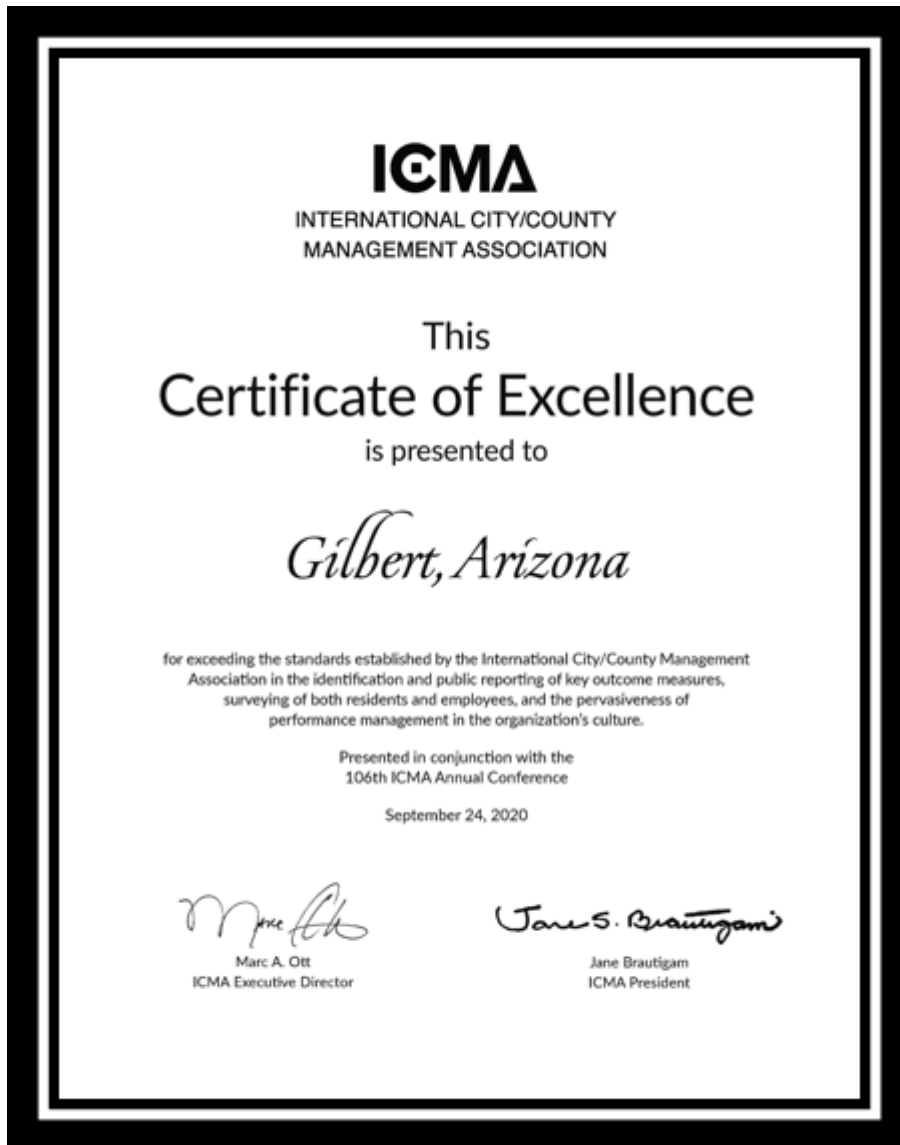 ICMA
INTERNATIONAL CITY/COUNTY
MANAGEMENT ASSOCIATION
This
Certificate of Excellence
is presented to
Gilbert, Arizona
for exceeding the standards established by the International City/County Management
Association in the identification and public reporting of key outcome measures,
surveying of both residents and employees, and the pervasiveness of
performance management in the organization's culture.
Presented in conjunction with the
106th ICMA Annual Conference
September 24, 2020
Jane S. Brautigam
Marc A. Ott
ICMA Executive Director
Jane Brautigam
ICMA President